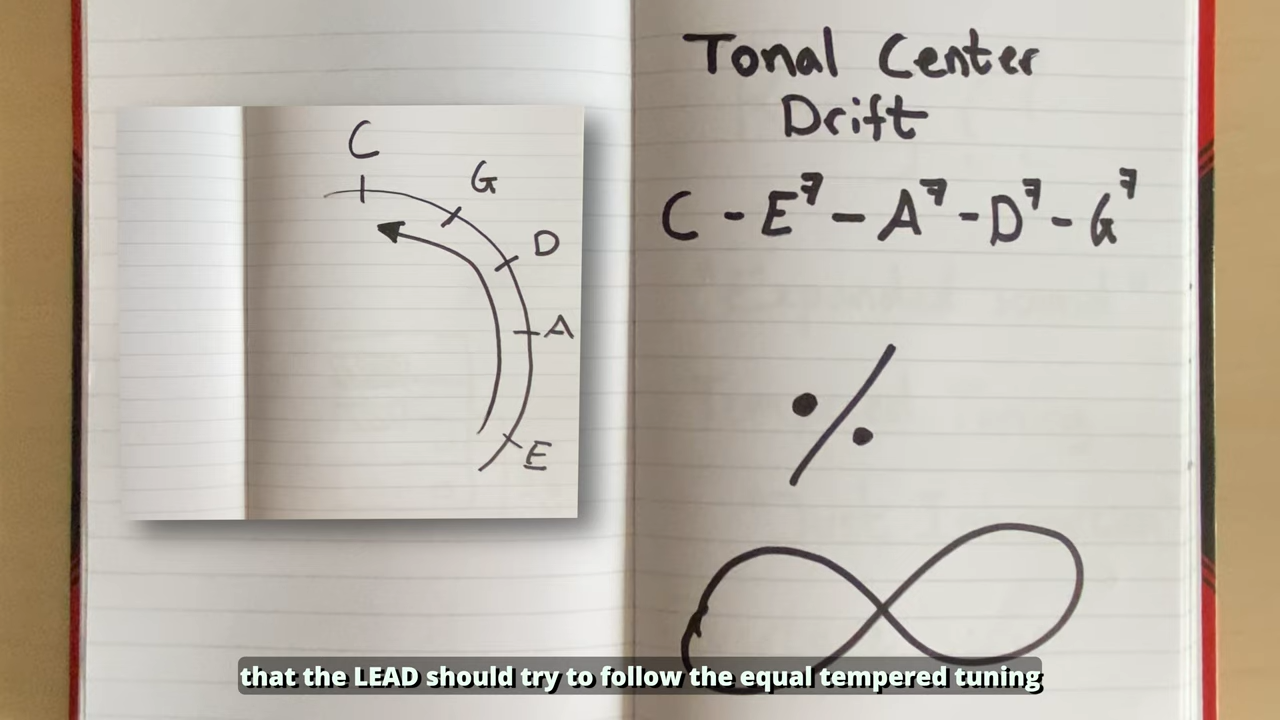 C
G
D
A
E
Tonal Center
Drift
C - E⁷ - A⁷ - D⁷ - G⁷
that the LEAD should try to follow the equal tempered tuning